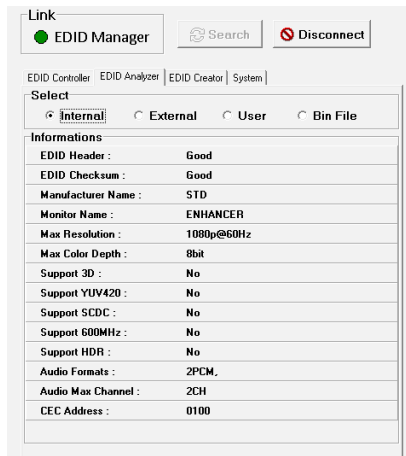 Link
EDID Manager
Search
Disconnect
EDID Controller EDID Analyzer EDID Creator System
Select
Internal External User Bin File
Informations
EDID Header : Good
EDID Checksum : Good
Manufacturer Name : STD
Monitor Name : ENHANCER
Max Resolution : 1080p@60Hz
Max Color Depth : 8bit
Support 3D : No
Support YUV420 : No
Support SCDC : No
Support 600MHz : No
Support HDR : No
Audio Formats : 2PCM,
Audio Max Channel : 2CH
CEC Address : 0100